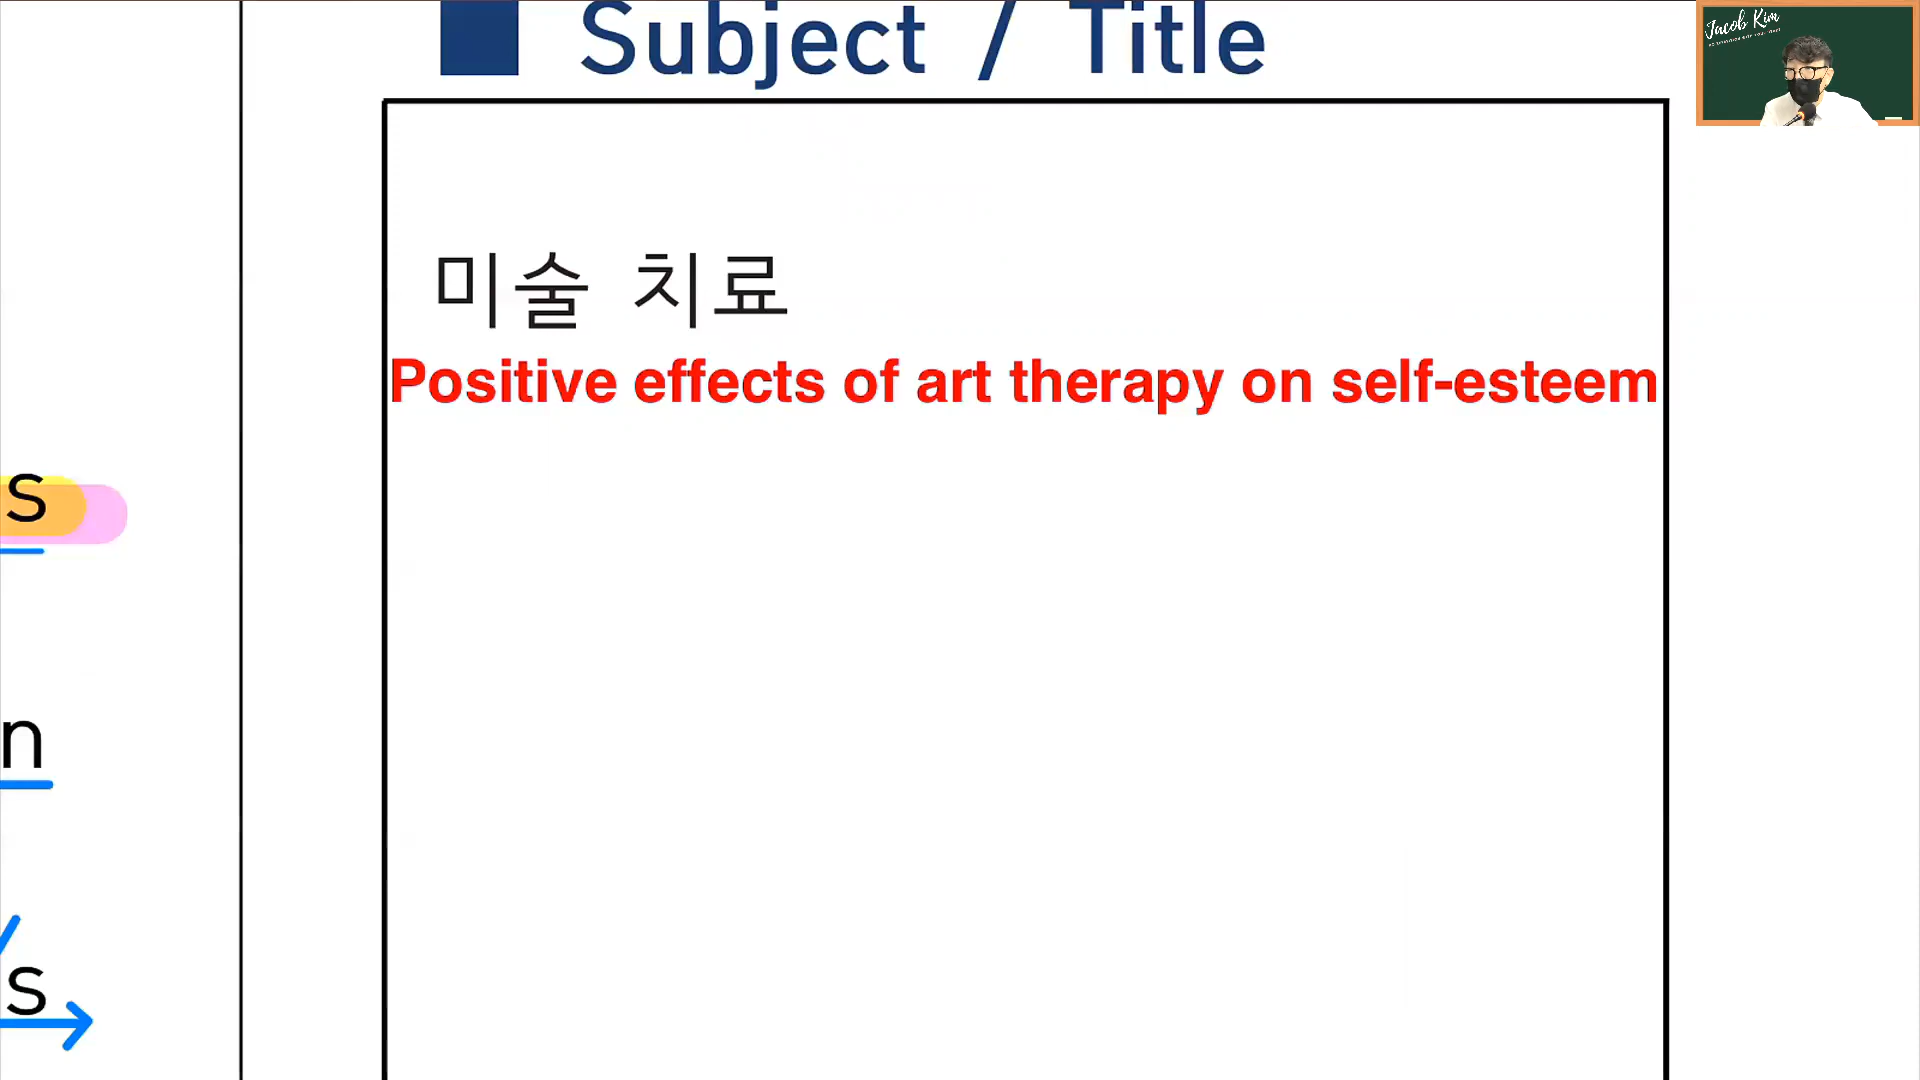 Subject / Title
Jacob Kim
미술 치료
Positive effects of art therapy on self-esteem
s
n
s